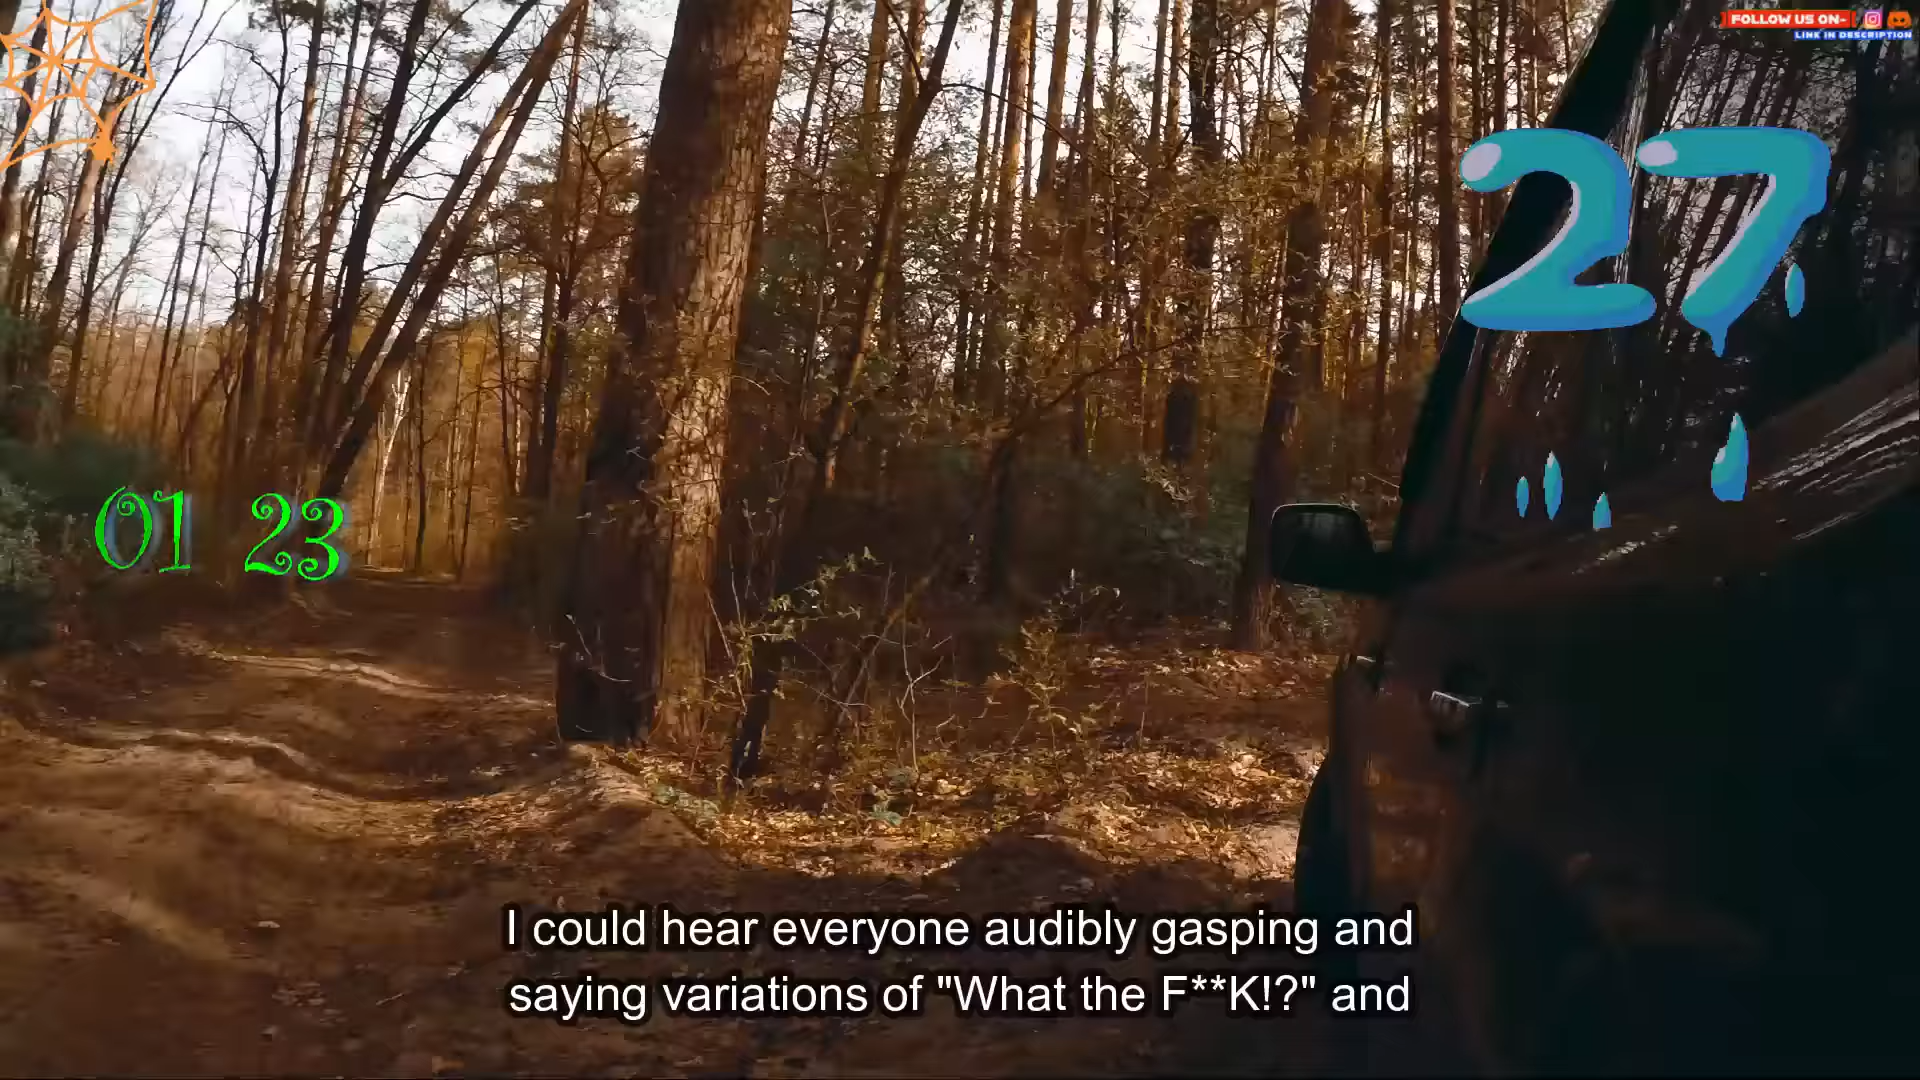 FOLLOW US ON-
LINK IN DESCRIPTION
27
01 23
I could hear everyone audibly gasping and
saying variations of "What the F**K!?" and